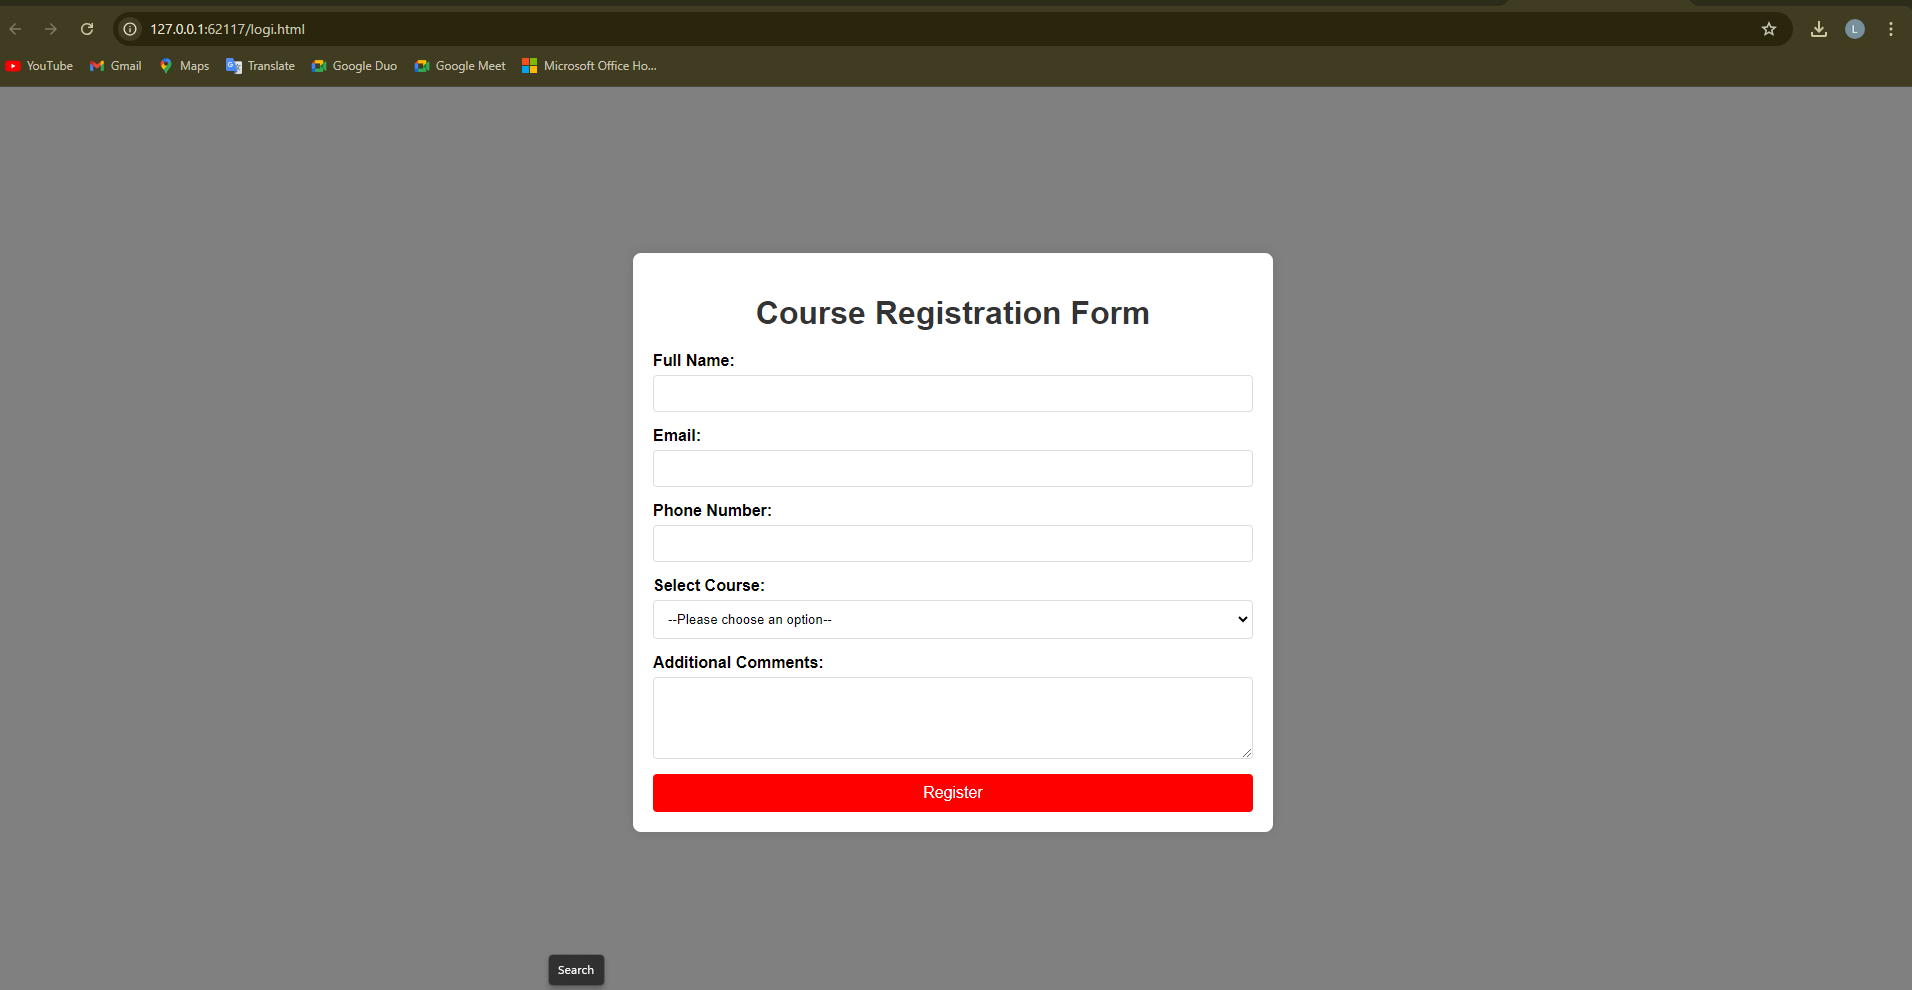 127.0.0.1:62117/logi.html
L
YouTube Gmail Maps Translate Google Duo Google Meet Microsoft Office Ho...
Course Registration Form
Full Name:
Email:
Phone Number:
Select Course:
--Please choose an option--
Additional Comments:
Register
Search